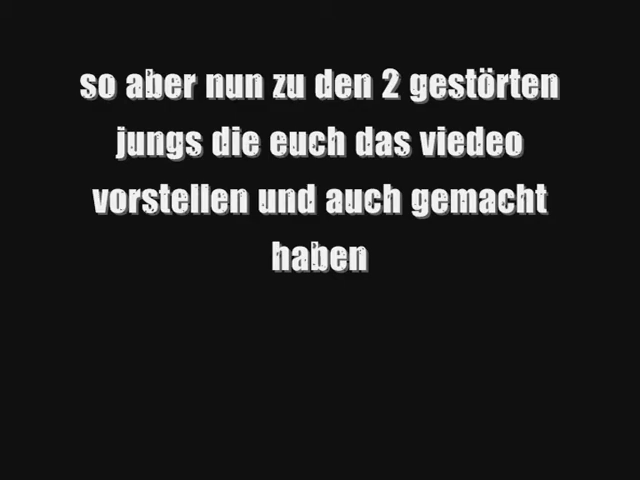 so aber nun zu den 2 gestörten
jungs die euch das viedeo
vorstellen und auch gemacht
haben